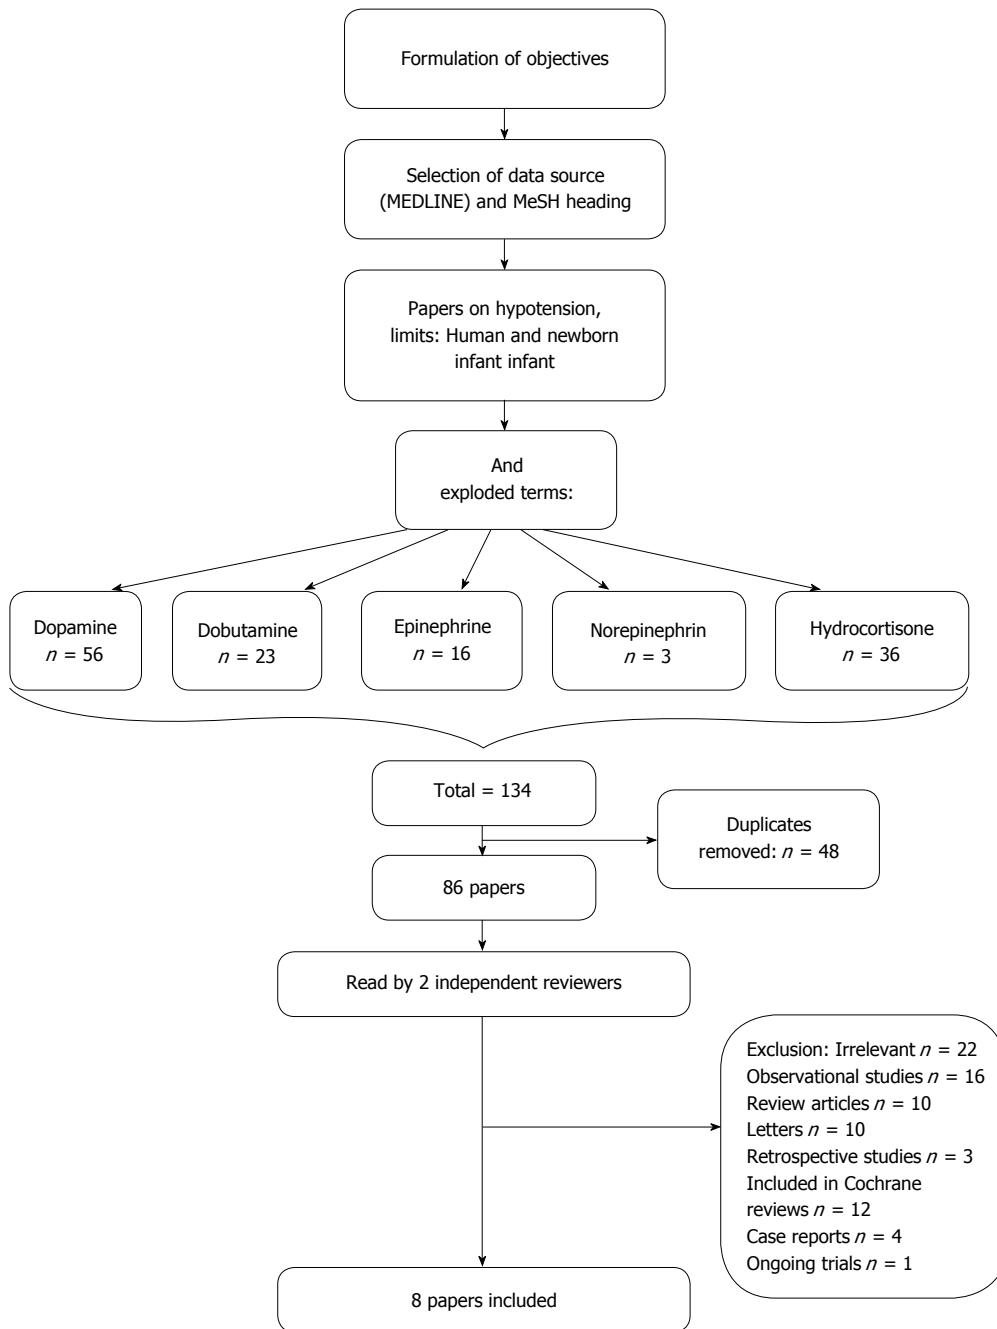 Formulation of objectives
Selection of data source
(MEDLINE) and MeSH heading
Papers on hypotension,
limits: Human and newborn
infant infant
And
exploded terms:
Dopamine
n = 56
Dobutamine
n = 23
Epinephrine
n = 16
Norepinephrin
n = 3
Hydrocortisone
n = 36
Total = 134
Duplicates
removed: n = 48
86 papers
Read by 2 independent reviewers
Exclusion: Irrelevant n = 22
Observational studies n = 16
Review articles n = 10
Letters n = 10
Retrospective studies n = 3
Included in Cochrane
reviews n = 12
Case reports n = 4
Ongoing trials n = 1
8 papers included